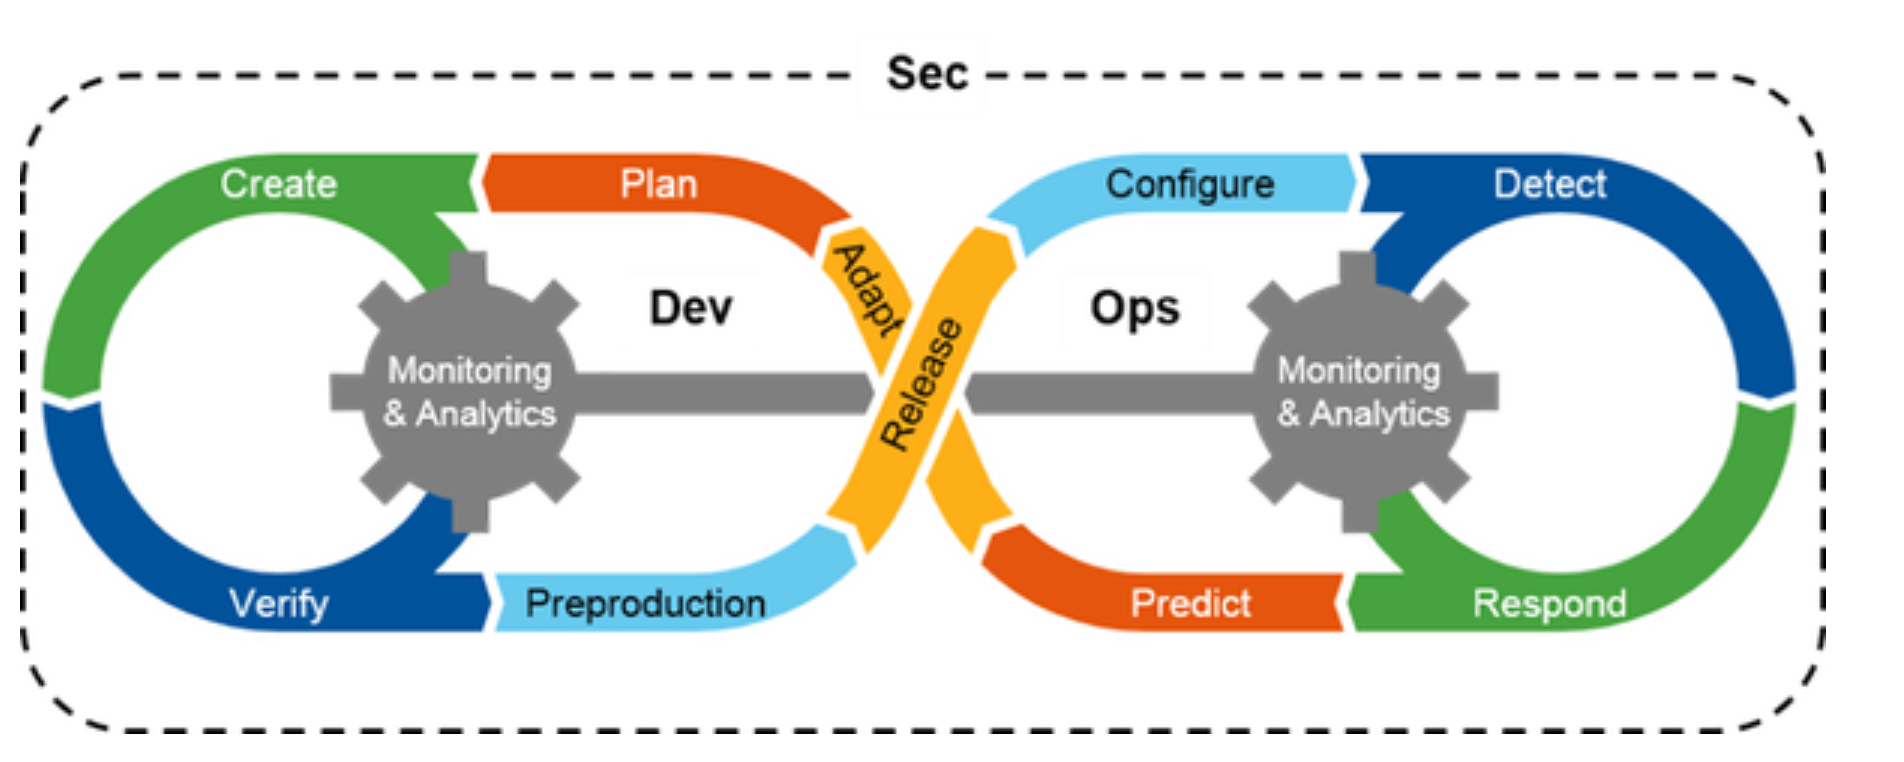 Sec
Create
Plan
Configure
Detect
Adapt
Dev
Ops
Release
Monitoring
& Analytics
Monitoring
& Analytics
Verify
Preproduction
Predict
Respond